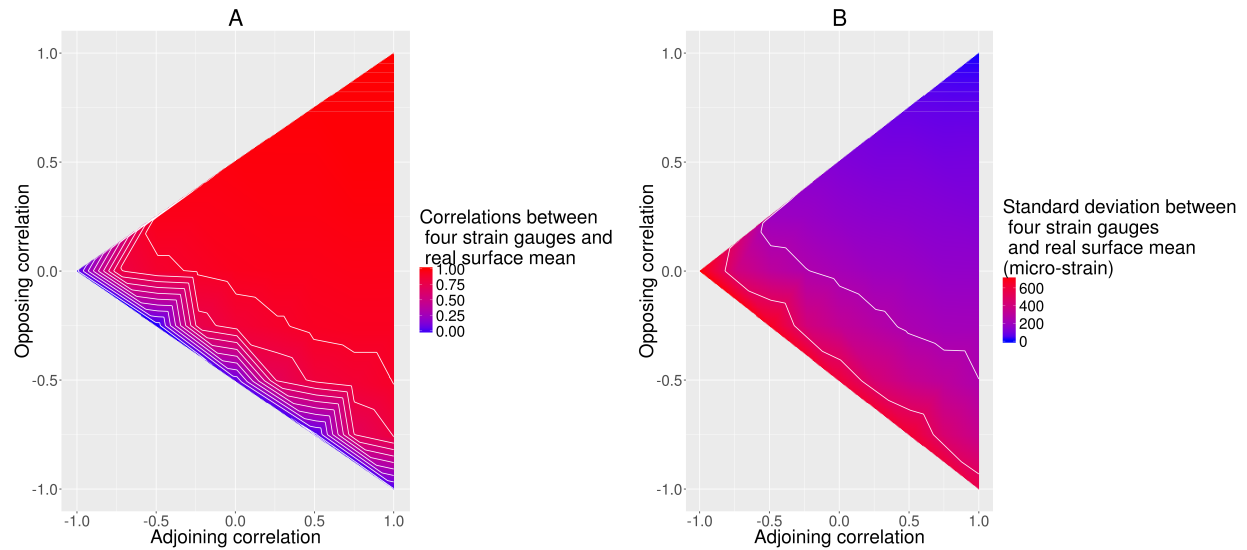 A
1.0
0.5
0.0
-0.5
-1.0
Opposing correlation
-1.0 -0.5 0.0 0.5 1.0
Adjoining correlation
Correlations between
four strain gauges and
real surface mean
1.00
0.75
0.50
0.25
0.00
B
1.0
0.5
0.0
-0.5
-1.0
Opposing correlation
-1.0 -0.5 0.0 0.5 1.0
Adjoining correlation
Standard deviation between
four strain gauges
and real surface mean
(micro-strain)
600
400
200
0